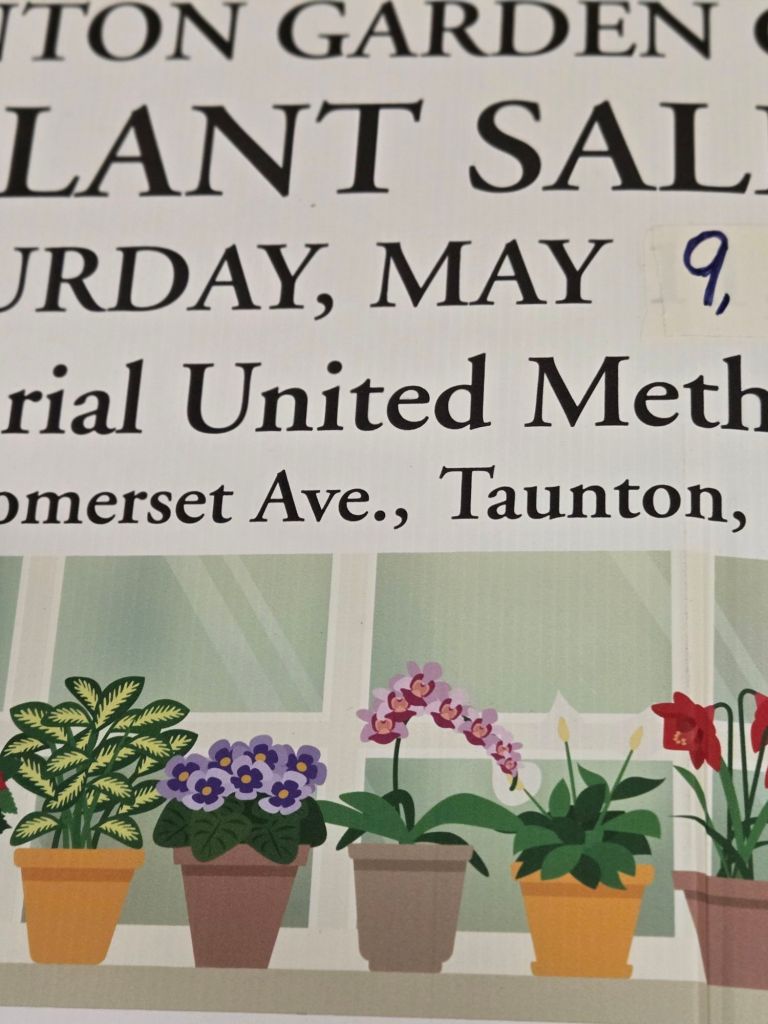 NTON GARDEN C
LANT SAL
URDAY, MAY 9,
rial United Meth
omerset Ave., Taunton,